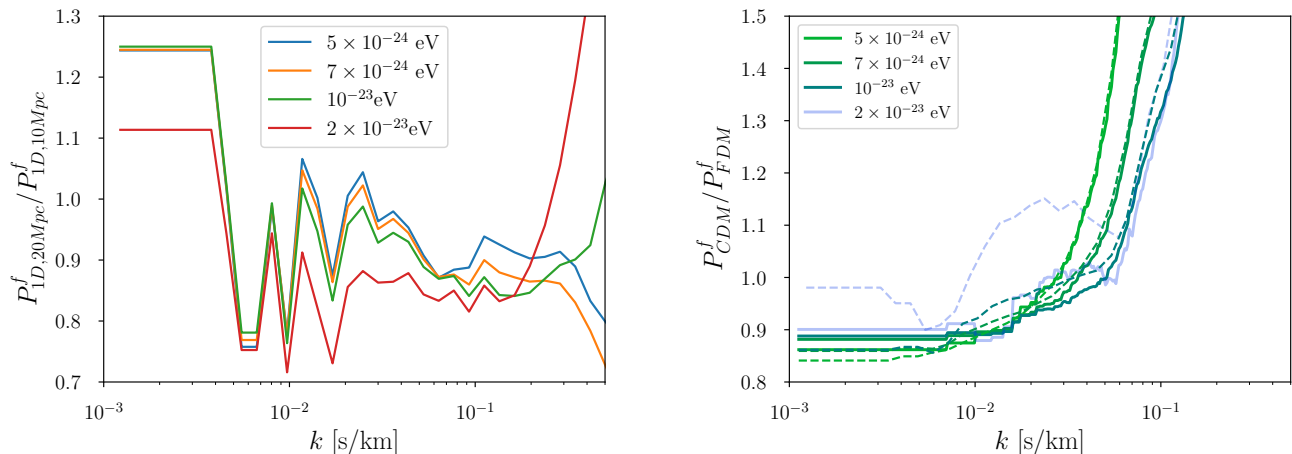 1.3
1.2
1.1
1.0
0.9
0.8
0.7
10⁻³
10⁻²
10⁻¹
k [s/km]
P^f_{1D,20Mpc}/P^f_{1D,10Mpc}
5 × 10⁻²⁴ eV
7 × 10⁻²⁴ eV
10⁻²³eV
2 × 10⁻²³eV
1.5
1.4
1.3
1.2
1.1
1.0
0.9
0.8
10⁻³
10⁻²
10⁻¹
k [s/km]
P^f_{CDM}/P^f_{FDM}
5 × 10⁻²⁴ eV
7 × 10⁻²⁴ eV
10⁻²³ eV
2 × 10⁻²³ eV